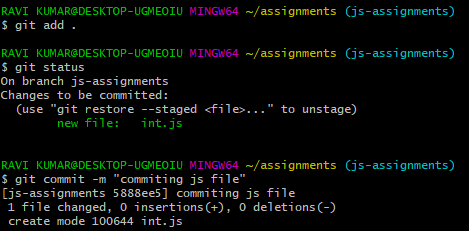 RAVI KUMAR@DESKTOP-UGMEOIU MINGW64 ~/assignments (js-assignments)
$ git add .
RAVI KUMAR@DESKTOP-UGMEOIU MINGW64 ~/assignments (js-assignments)
$ git status
On branch js-assignments
Changes to be committed:
  (use "git restore --staged <file>..." to unstage)
        new file:   int.js
RAVI KUMAR@DESKTOP-UGMEOIU MINGW64 ~/assignments (js-assignments)
$ git commit -m "commiting js file"
[js-assignments 5888ee5] commiting js file
 1 file changed, 0 insertions(+), 0 deletions(-)
 create mode 100644 int.js